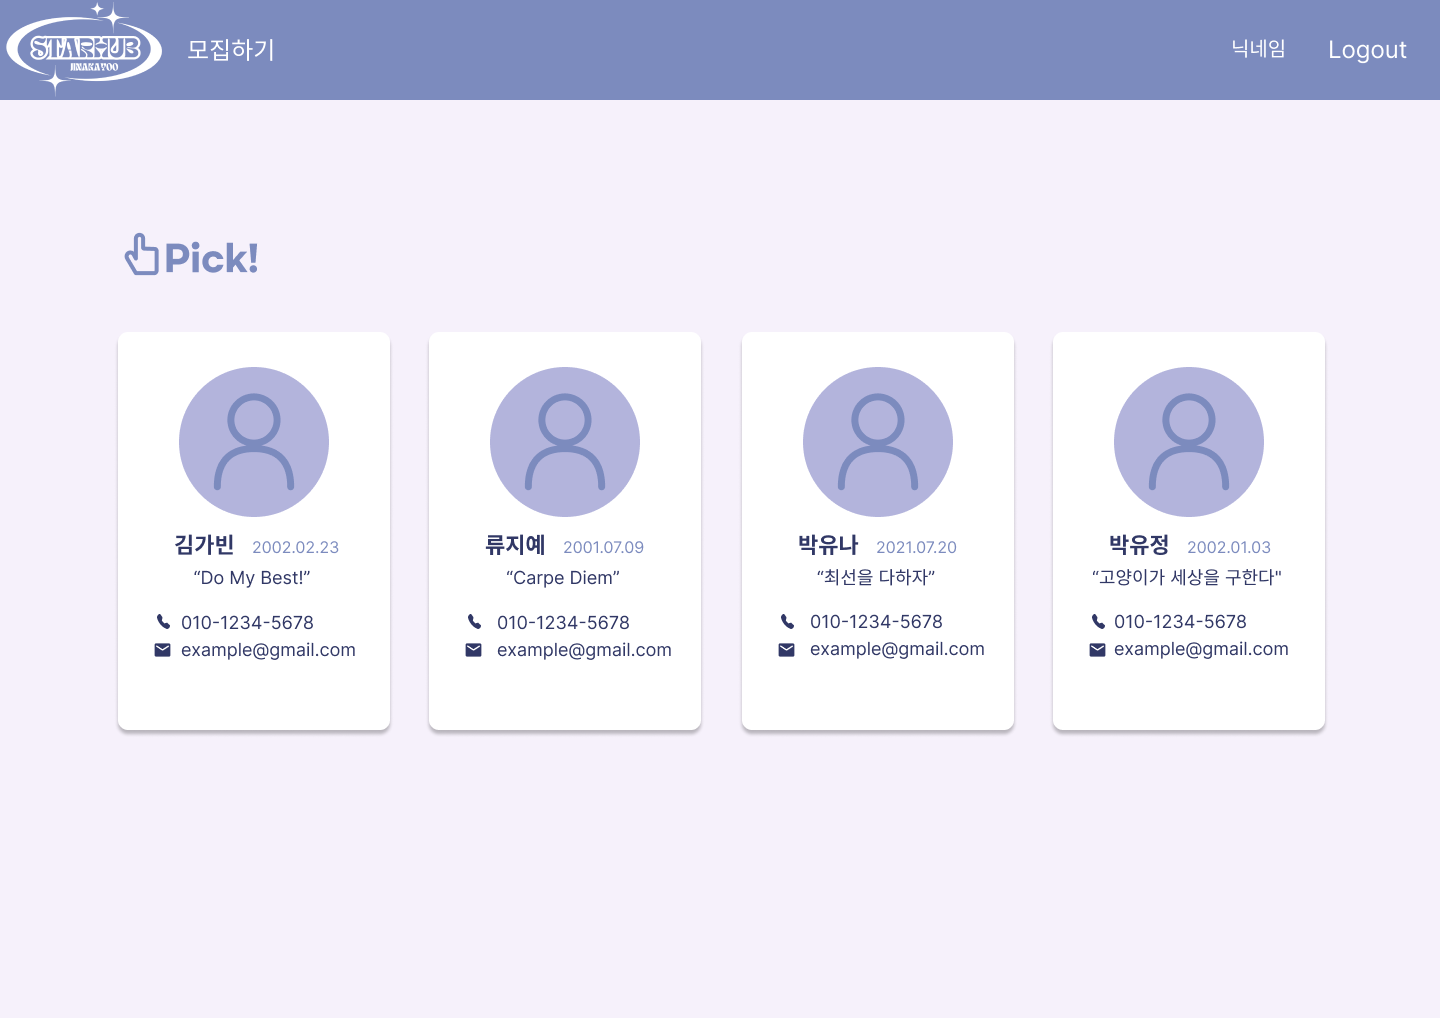 STARHUB
모집하기
닉네임
Logout
Pick!
김가빈 2002.02.23
“Do My Best!”
010-1234-5678
example@gmail.com
류지예 2001.07.09
“Carpe Diem”
010-1234-5678
example@gmail.com
박유나 2021.07.20
“최선을 다하자”
010-1234-5678
example@gmail.com
박유정 2002.01.03
“고양이가 세상을 구한다"
010-1234-5678
example@gmail.com